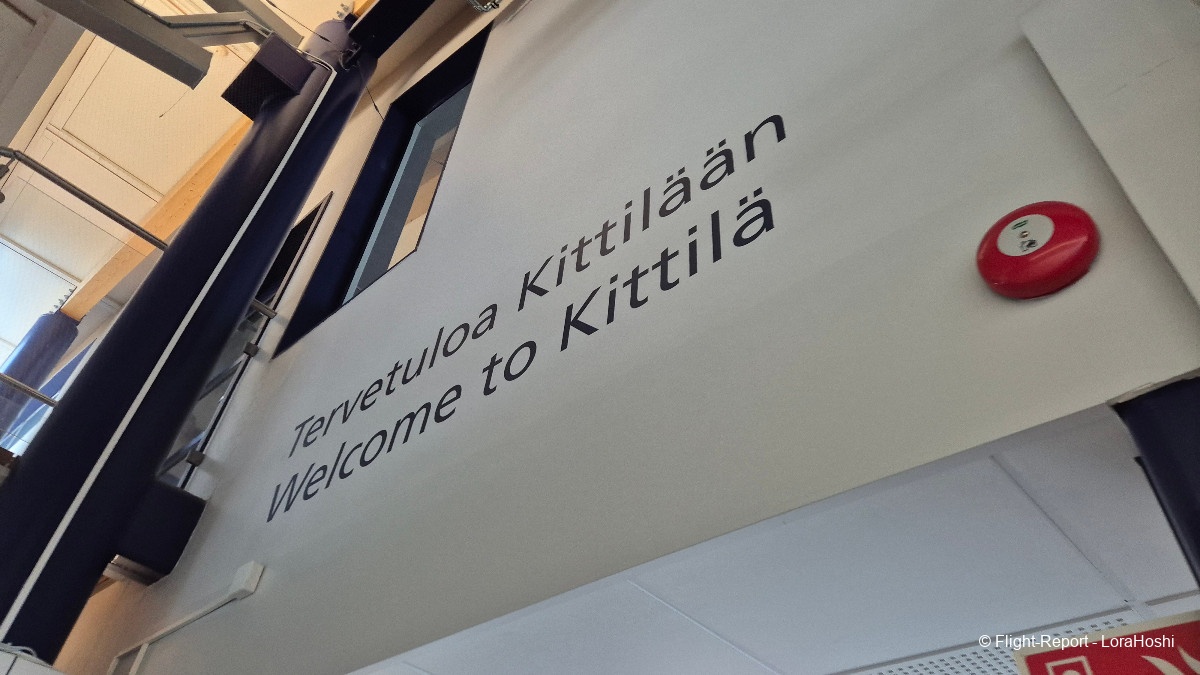 Tervetuloa Kittilään
Welcome to Kittilä
© Flight-Report - LoraHoshi